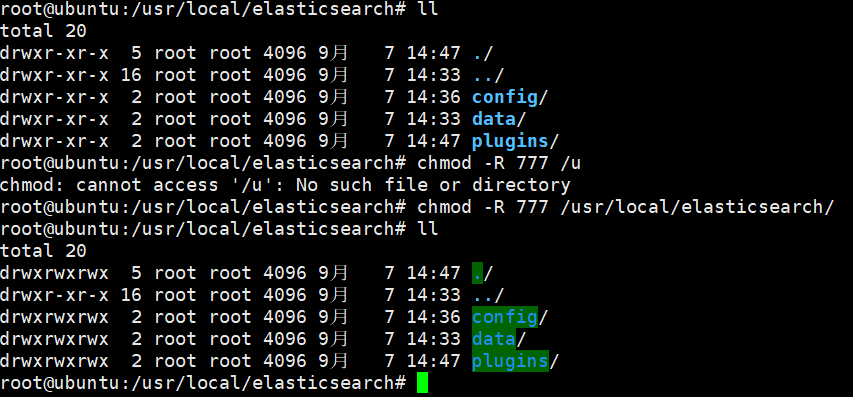 root@ubuntu:/usr/local/elasticsearch# ll
total 20
drwxr-xr-x  5 root root 4096 9月   7 14:47 ./
drwxr-xr-x 16 root root 4096 9月   7 14:33 ../
drwxr-xr-x  2 root root 4096 9月   7 14:36 config/
drwxr-xr-x  2 root root 4096 9月   7 14:33 data/
drwxr-xr-x  2 root root 4096 9月   7 14:47 plugins/
root@ubuntu:/usr/local/elasticsearch# chmod -R 777 /u
chmod: cannot access '/u': No such file or directory
root@ubuntu:/usr/local/elasticsearch# chmod -R 777 /usr/local/elasticsearch/
root@ubuntu:/usr/local/elasticsearch# ll
total 20
drwxrwxrwx  5 root root 4096 9月   7 14:47 ./
drwxr-xr-x 16 root root 4096 9月   7 14:33 ../
drwxrwxrwx  2 root root 4096 9月   7 14:36 config/
drwxrwxrwx  2 root root 4096 9月   7 14:33 data/
drwxrwxrwx  2 root root 4096 9月   7 14:47 plugins/
root@ubuntu:/usr/local/elasticsearch#